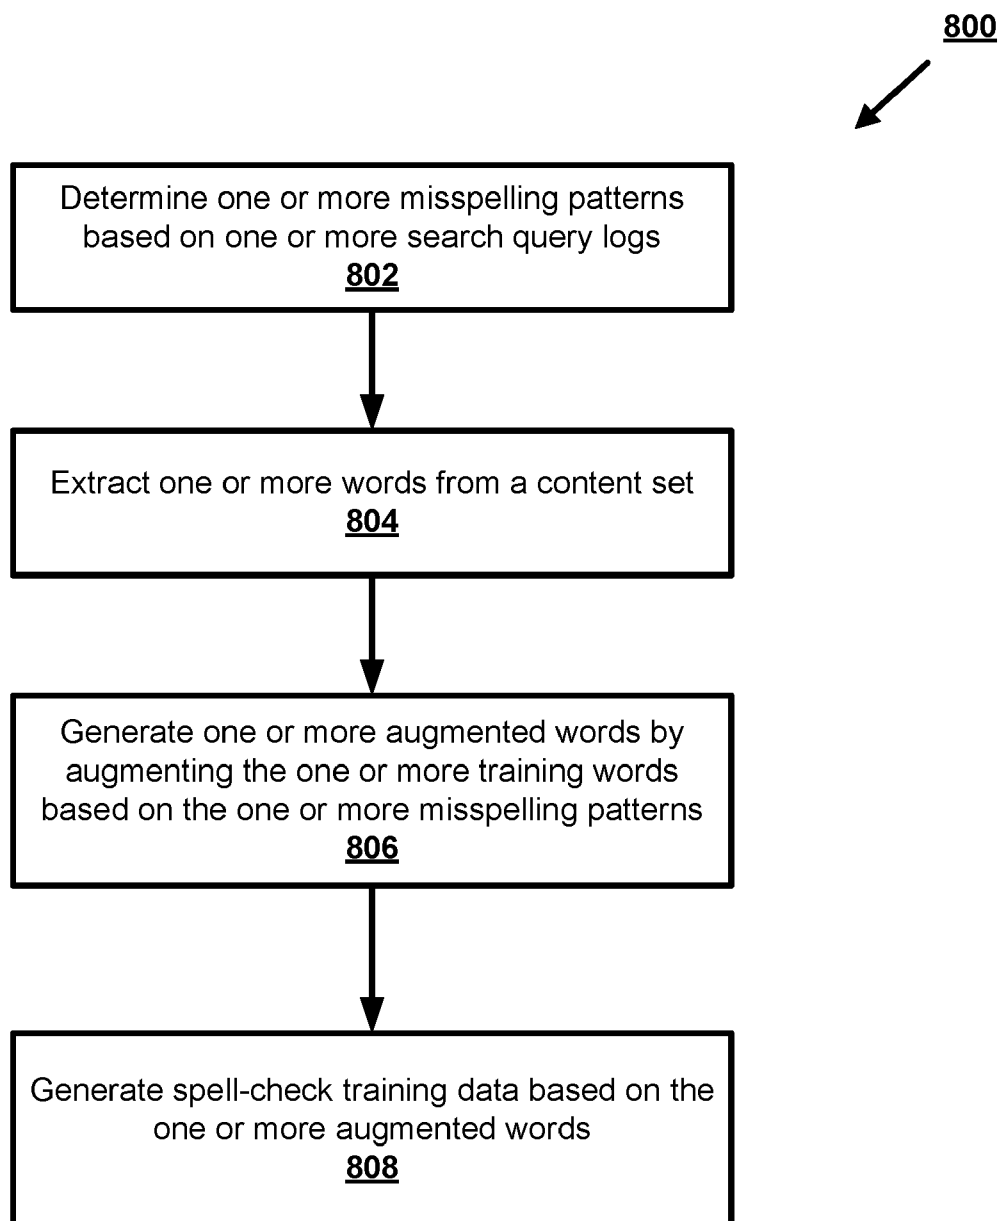 800
Determine one or more misspelling patterns
based on one or more search query logs
802
Extract one or more words from a content set
804
Generate one or more augmented words by
augmenting the one or more training words
based on the one or more misspelling patterns
806
Generate spell-check training data based on the
one or more augmented words
808